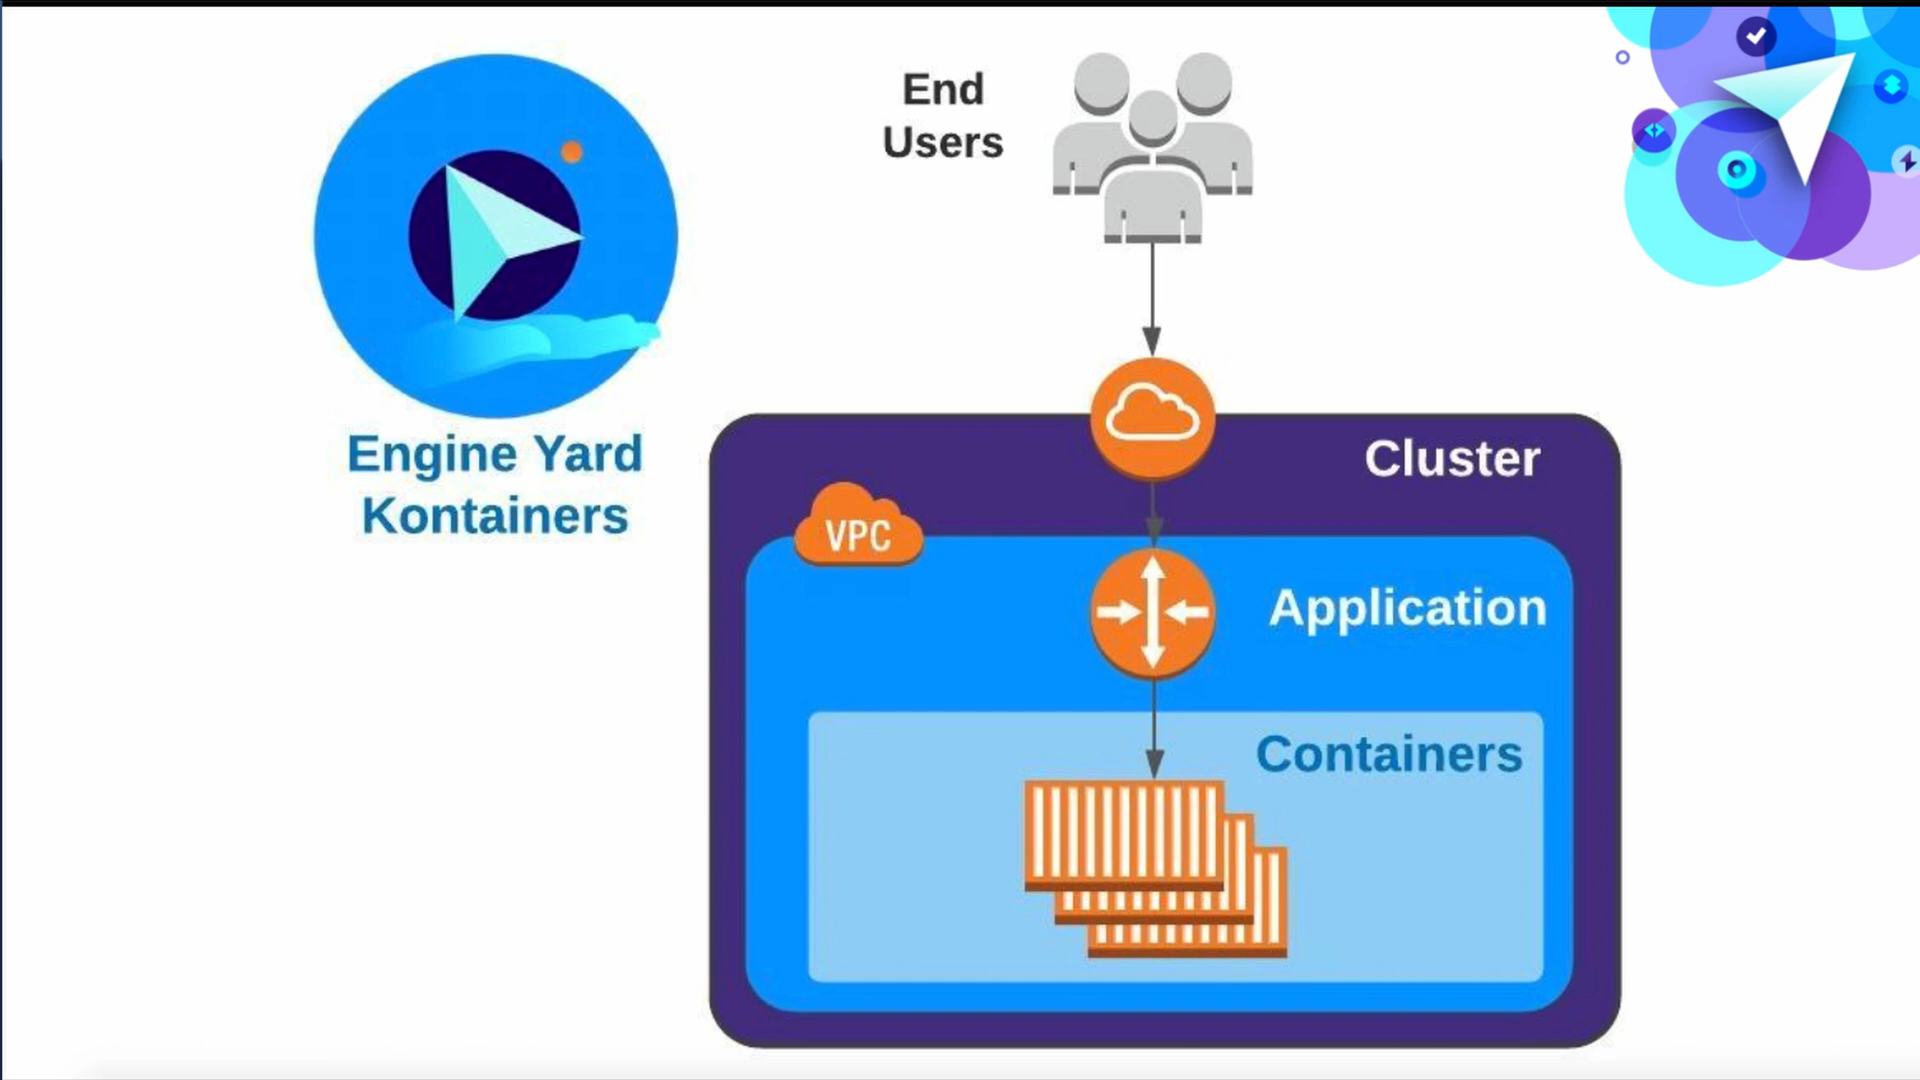 End
Users
Engine Yard
Kontainers
Cluster
VPC
Application
Containers